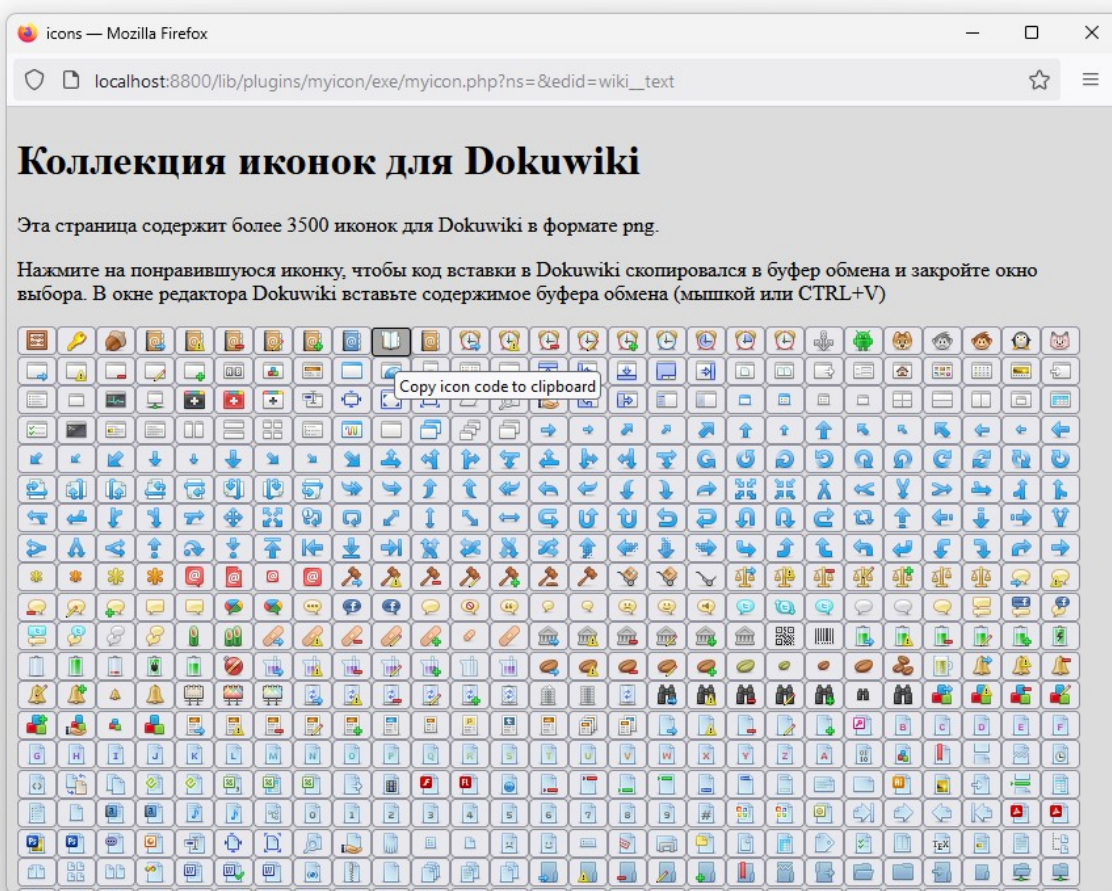 icons — Mozilla Firefox
localhost:8800/lib/plugins/myicon/exe/myicon.php?ns=&edid=wiki__text
Коллекция иконок для Dokuwiki
Эта страница содержит более 3500 иконок для Dokuwiki в формате png.
Нажмите на понравившуюся иконку, чтобы код вставки в Dokuwiki скопировался в буфер обмена и закройте окно
выбора. В окне редактора Dokuwiki вставьте содержимое буфера обмена (мышкой или CTRL+V)
Copy icon code to clipboard